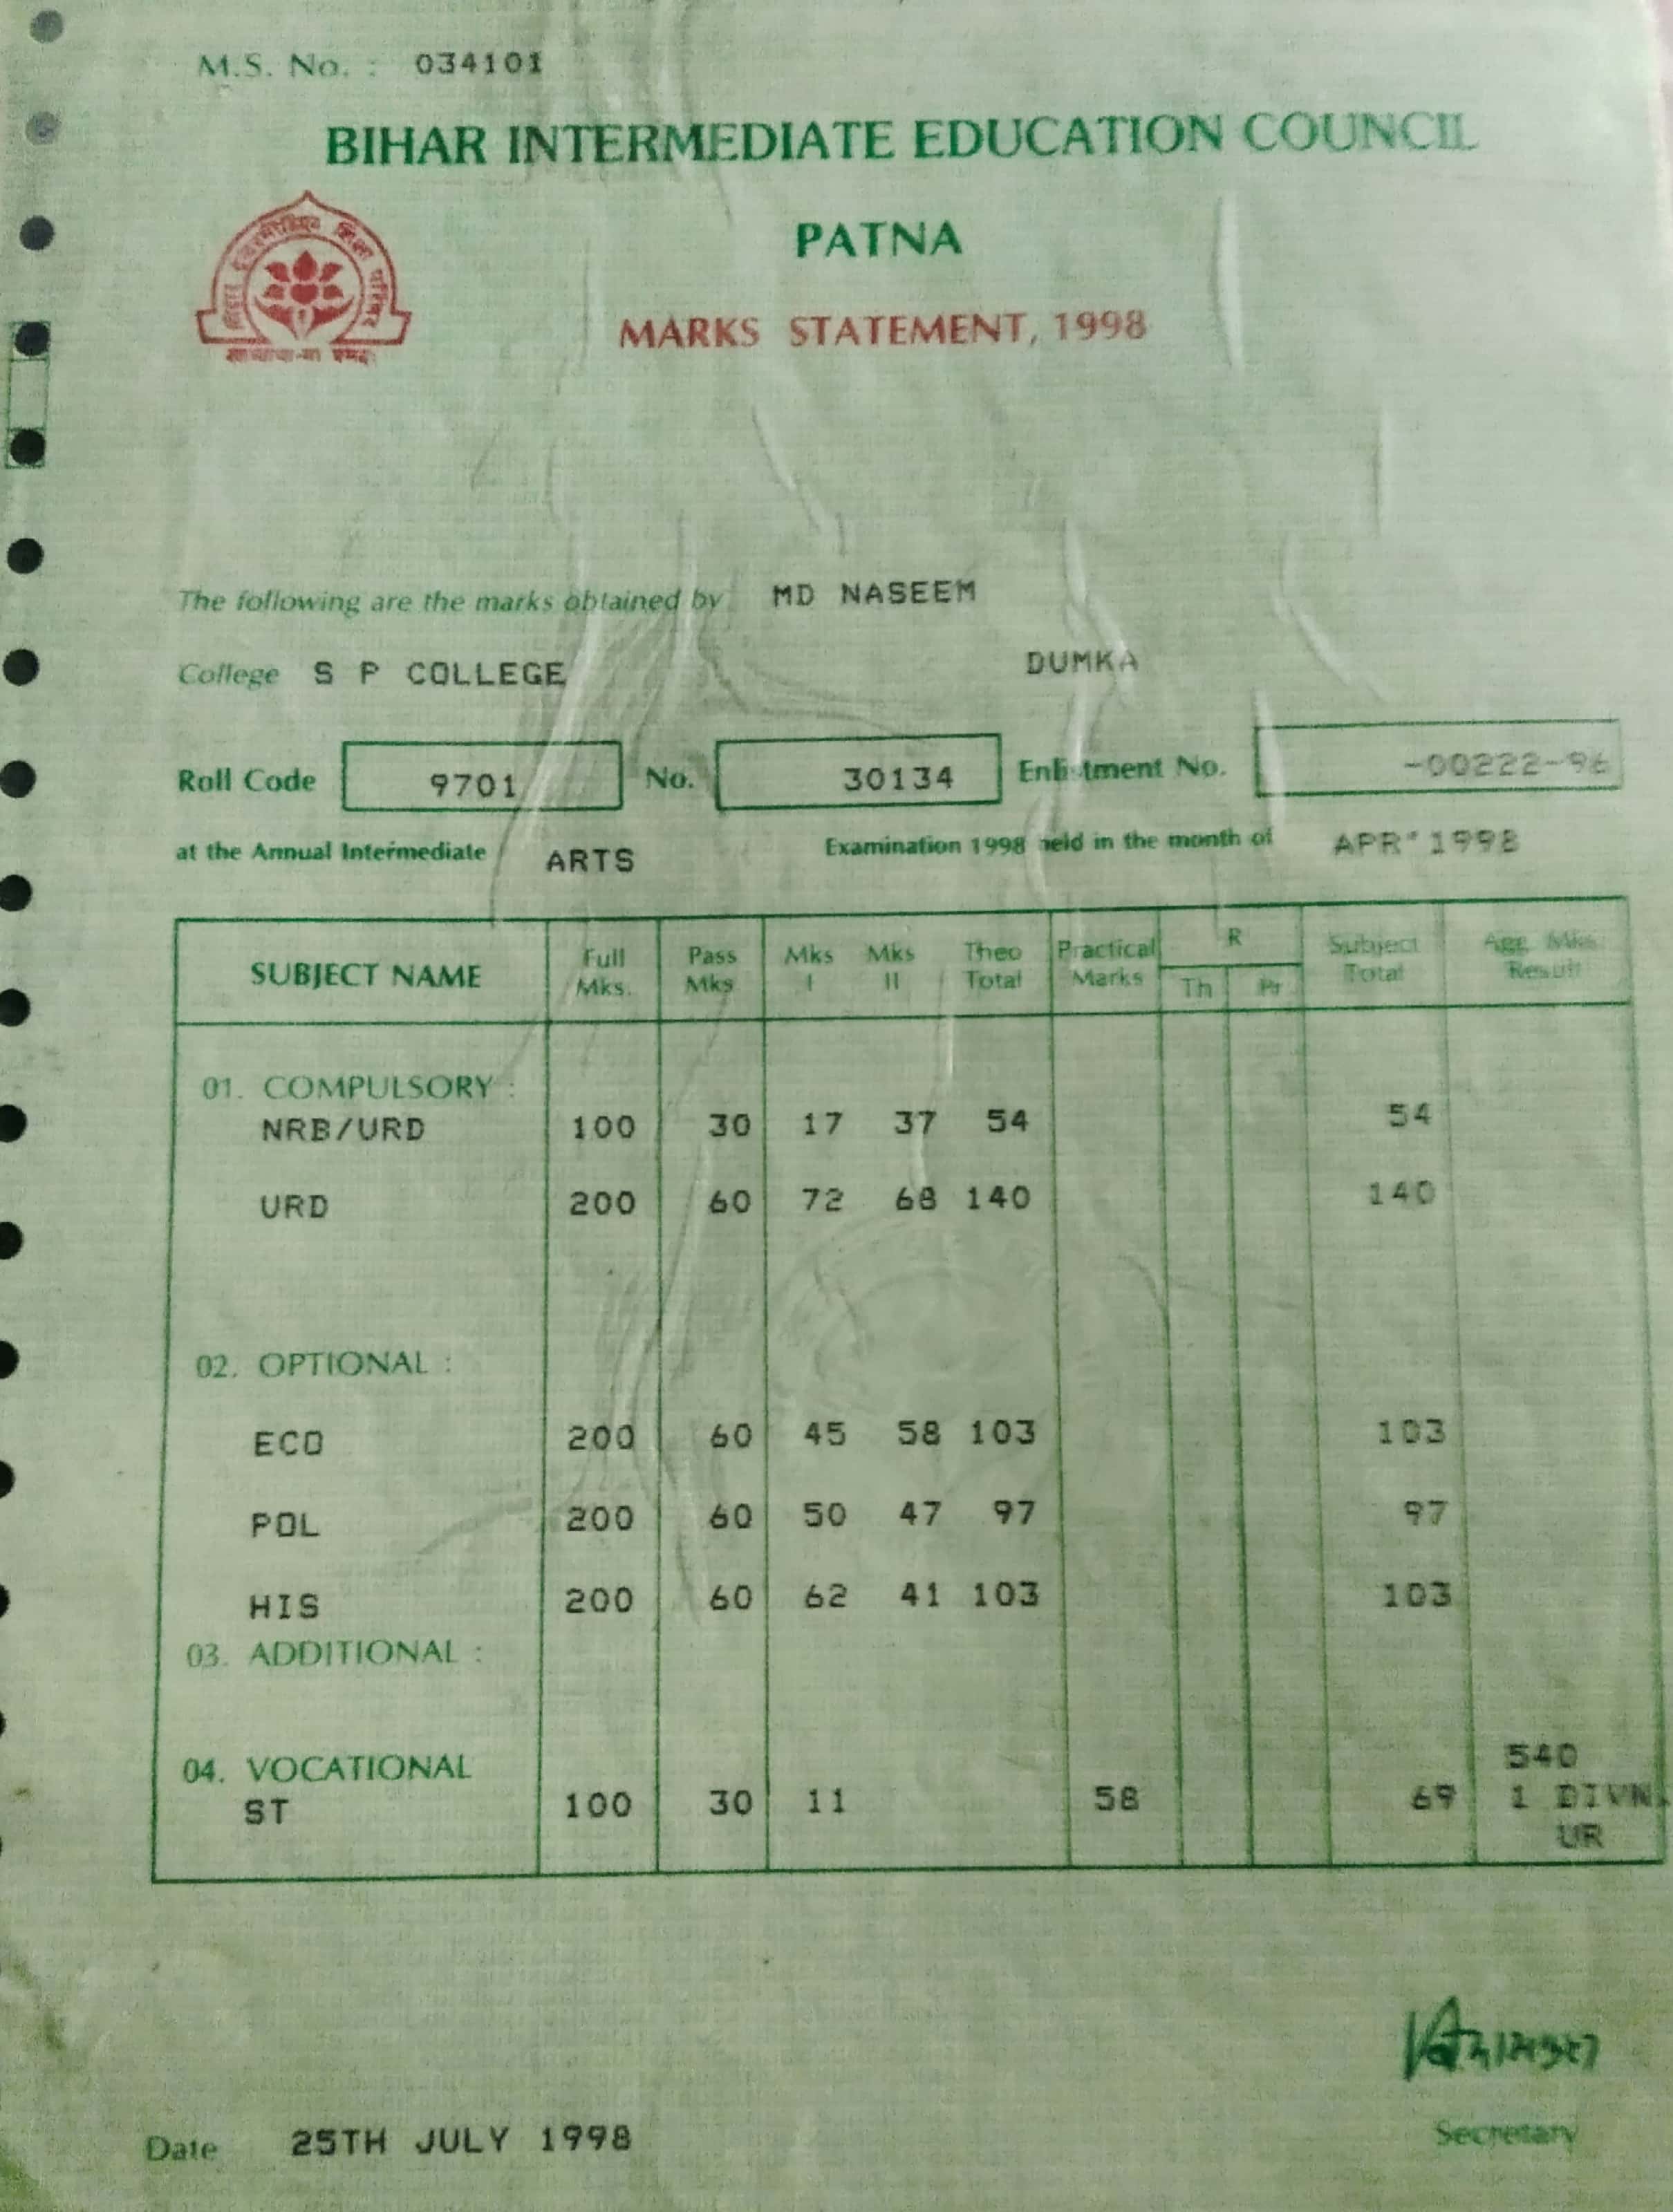 M.S. No. : 034101
BIHAR INTERMEDIATE EDUCATION COUNCIL
PATNA
MARKS STATEMENT, 1998
The following are the marks obtained by MD NASEEM
College S P COLLEGE DUMKA
Roll Code 9701 No. 30134 Enlistment No. -00222-96
at the Annual Intermediate ARTS Examination 1998 held in the month of APR' 1998
SUBJECT NAME Full Mks. Pass Mks Mks I Mks II Theo Total Practical Marks R Th Pr Subject Total Agg. Mks. Result
01. COMPULSORY :
NRB/URD 100 30 17 37 54 54
URD 200 60 72 68 140 140
02. OPTIONAL :
ECO 200 60 45 58 103 103
POL 200 60 50 47 97 97
HIS 200 60 62 41 103 103
03. ADDITIONAL :
04. VOCATIONAL 540
ST 100 30 11 58 69 1 DIVN.
UR
Secretary
Date 25TH JULY 1998